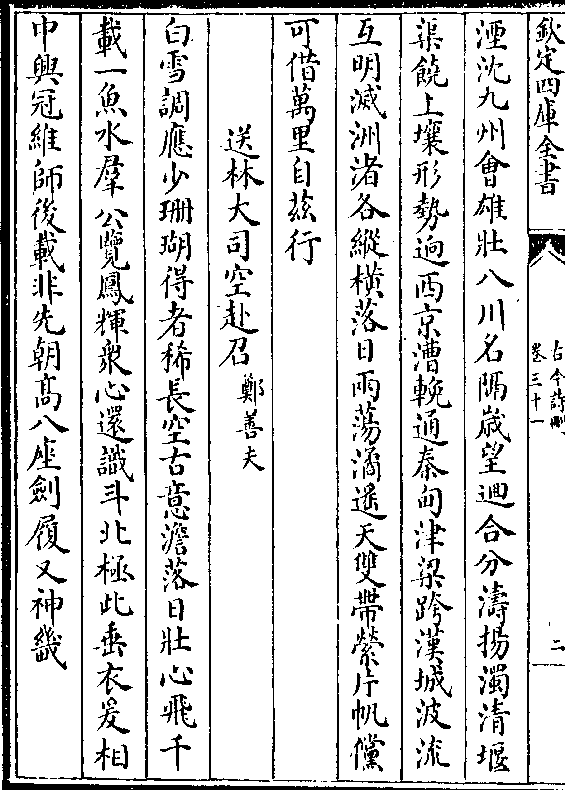 欽定四庫全書
古今詩刪
卷三十一
二
湮沈九州會雄壯八川名隔歲望迴合分濤揚濁清堰
渠饒上壤形勢逈西京漕輓通秦甸津梁跨漢城波流
互明滅洲渚各縱橫落日兩蕩潏遥天雙帶縈片帆儻
可借萬里自兹行
送林大司空赴召 鄭善夫
白雪調應少珊瑚得者稀長空古意澹落日壯心飛千
載一魚水羣公覽鳳輝衆心還識斗北極此垂衣爰相
中興冠維師後載非先朝髙八座劍履又神畿